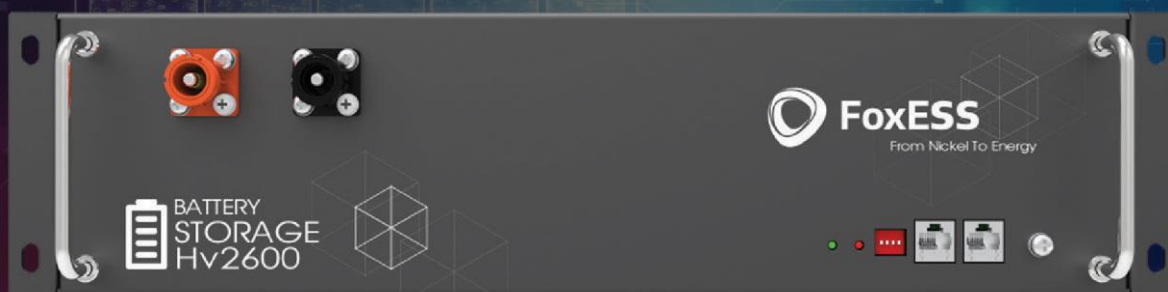 FoxESS
From Nickel To Energy
BATTERY
STORAGE
Hv2600